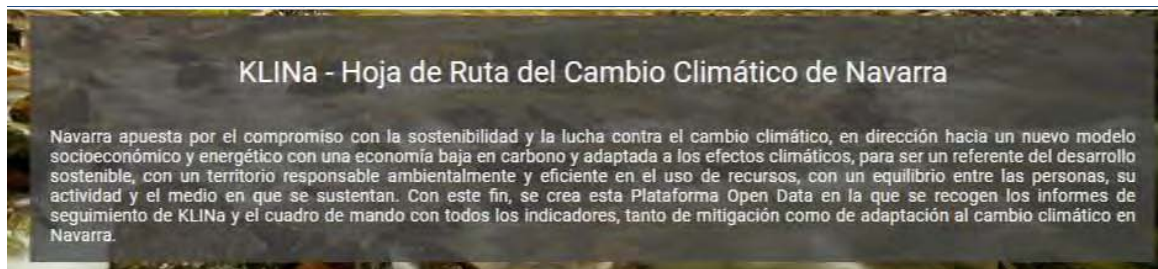 KLINa - Hoja de Ruta del Cambio Climático de Navarra
Navarra apuesta por el compromiso con la sostenibilidad y la lucha contra el cambio climático, en dirección hacia un nuevo modelo
socioeconómico y energético con una economía baja en carbono y adaptada a los efectos climáticos, para ser un referente del desarrollo
sostenible, con un territorio responsable ambientalmente y eficiente en el uso de recursos, con un equilibrio entre las personas, su
actividad y el medio en que se sustentan. Con este fin, se crea esta Plataforma Open Data en la que se recogen los informes de
seguimiento de KLINa y el cuadro de mando con todos los indicadores, tanto de mitigación como de adaptación al cambio climático en
Navarra.